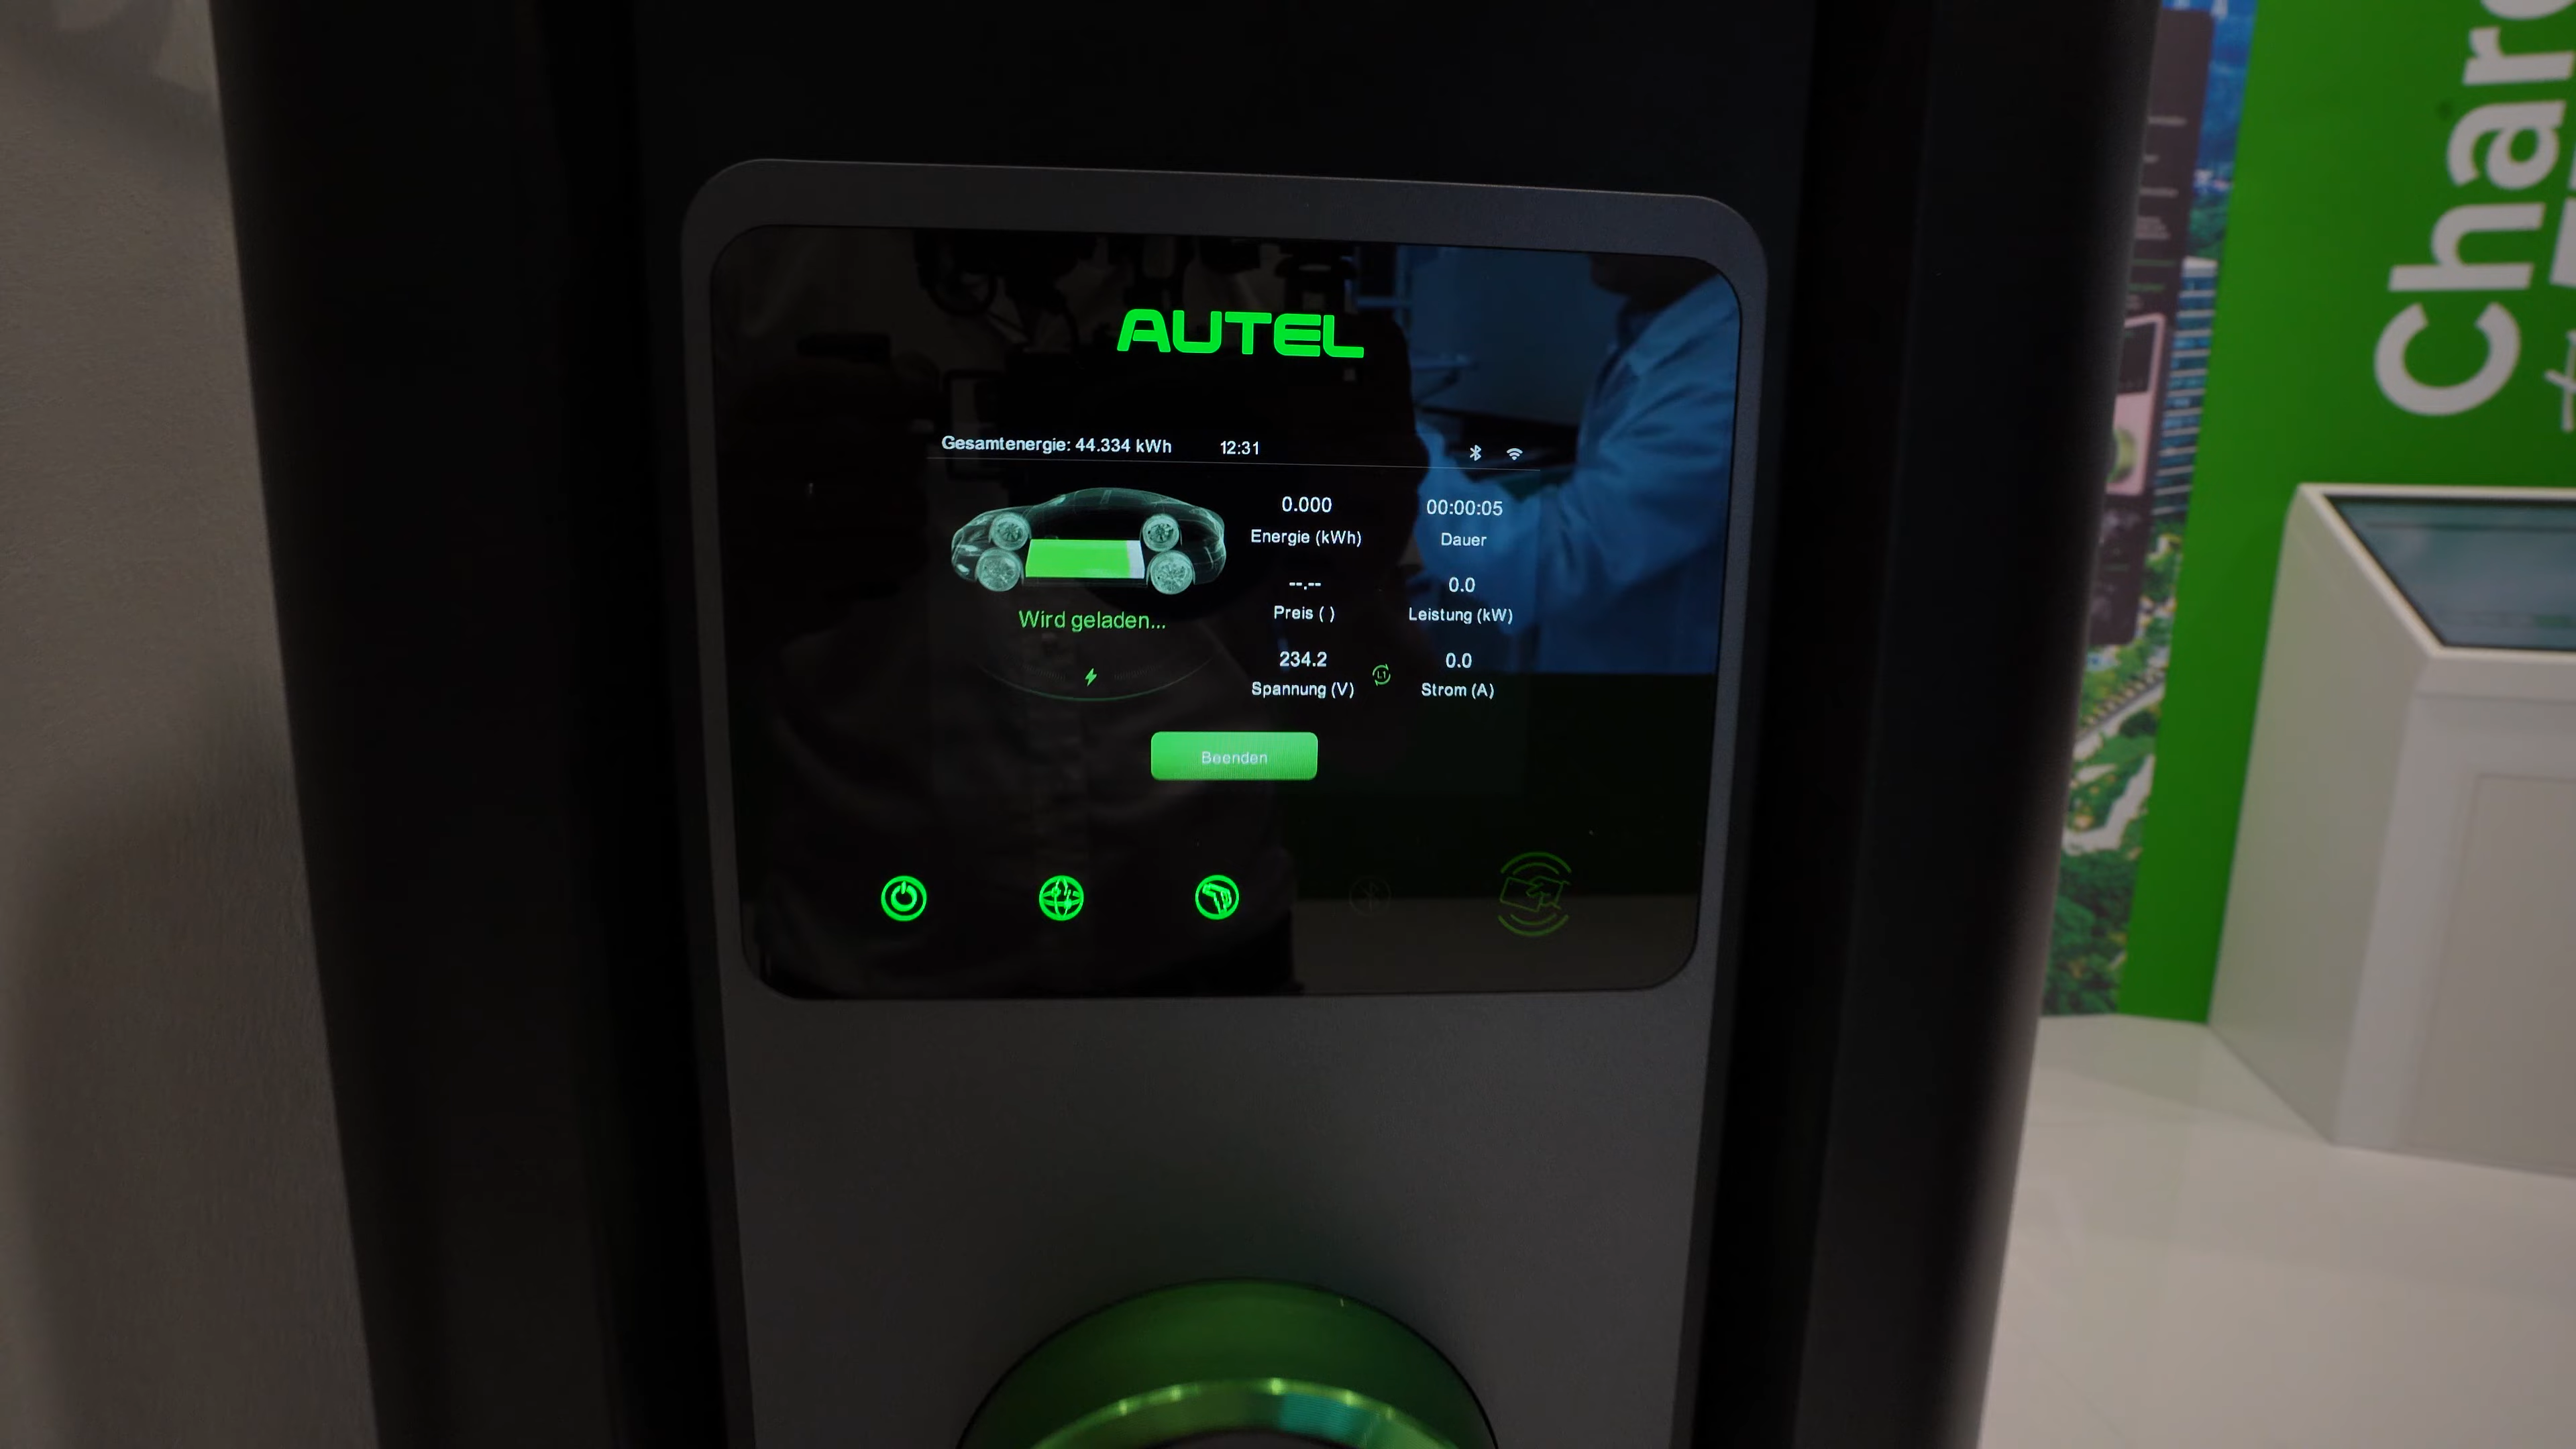 AUTEL
Gesamtenergie: 44.334 kWh 12:31
0.000 00:00:05
Energie (kWh) Dauer
--.-- 0.0
Preis ( ) Leistung (kW)
Wird geladen...
234.2 L1 0.0
Spannung (V) Strom (A)
Beenden